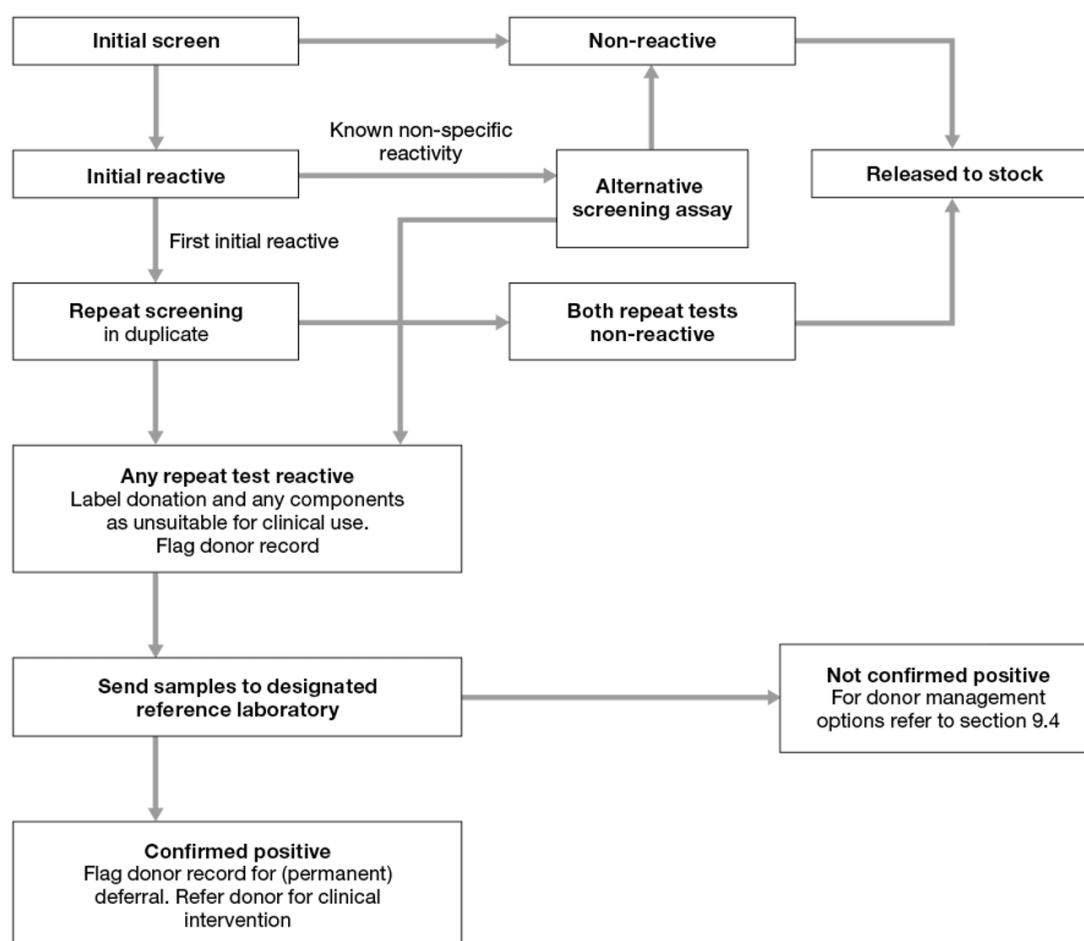 Initial screen
Non-reactive
Known non-specific
reactivity
Initial reactive
Alternative
screening assay
Released to stock
First initial reactive
Repeat screening
in duplicate
Both repeat tests
non-reactive
Any repeat test reactive
Label donation and any components
as unsuitable for clinical use.
Flag donor record
Send samples to designated
reference laboratory
Not confirmed positive
For donor management
options refer to section 9.4
Confirmed positive
Flag donor record for (permanent)
deferral. Refer donor for clinical
intervention